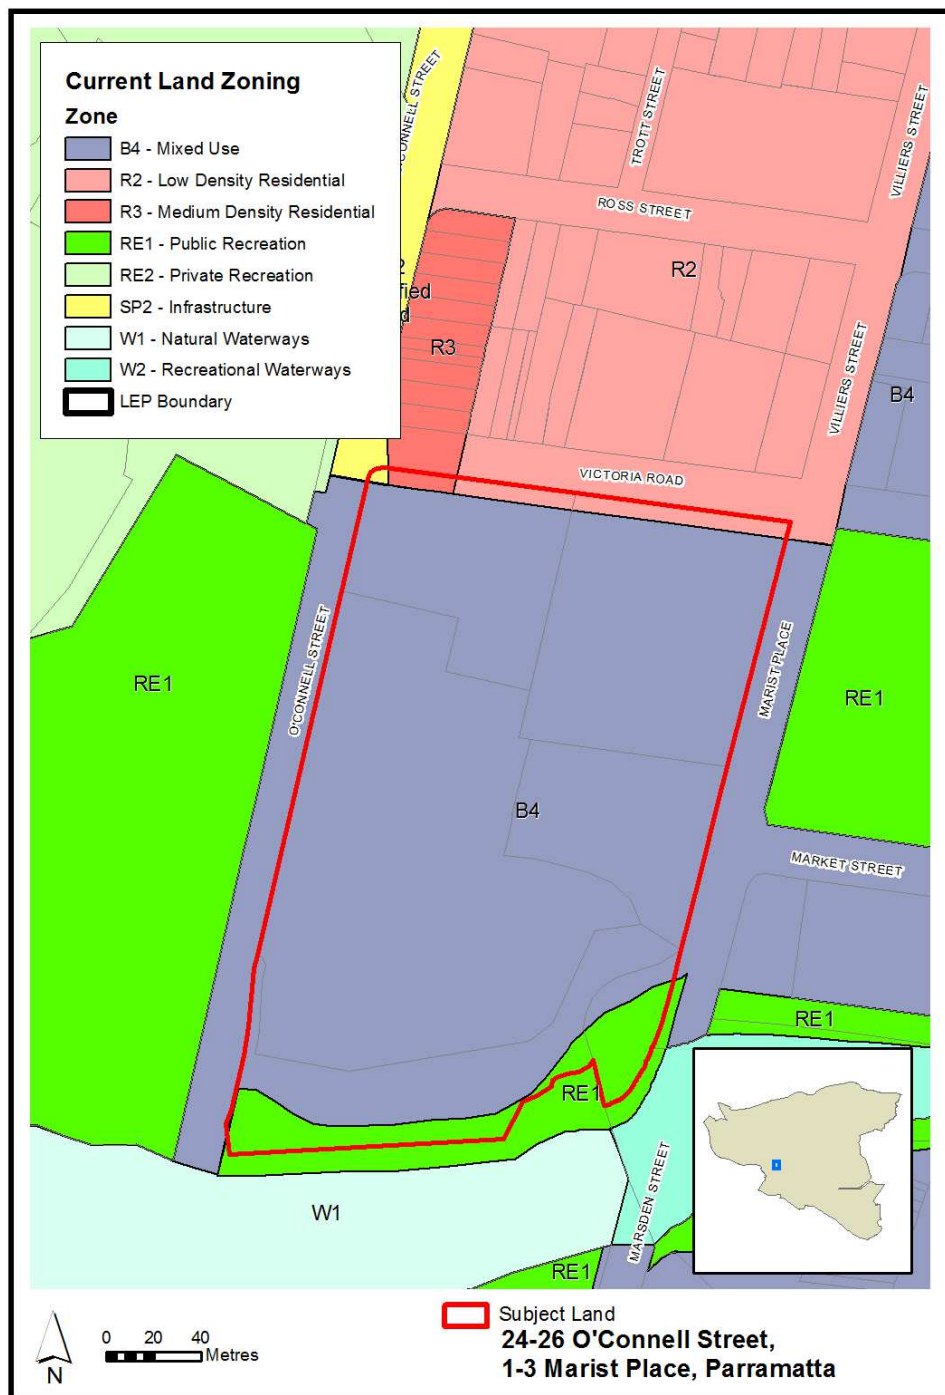 Current Land Zoning
Zone
B4 - Mixed Use
R2 - Low Density Residential
R3 - Medium Density Residential
RE1 - Public Recreation
RE2 - Private Recreation
SP2 - Infrastructure
W1 - Natural Waterways
W2 - Recreational Waterways
LEP Boundary
TROTT STREET
VILLIERS STREET
ROSS STREET
R2
R3
VILLIERS STREET
B4
VICTORIA ROAD
O'CONNELL STREET
RE1
MARIST PLACE
RE1
B4
MARKET STREET
RE1
RE1
W1
MARSDEN STREET
RE1
N
0 20 40
Metres
Subject Land
24-26 O'Connell Street,
1-3 Marist Place, Parramatta